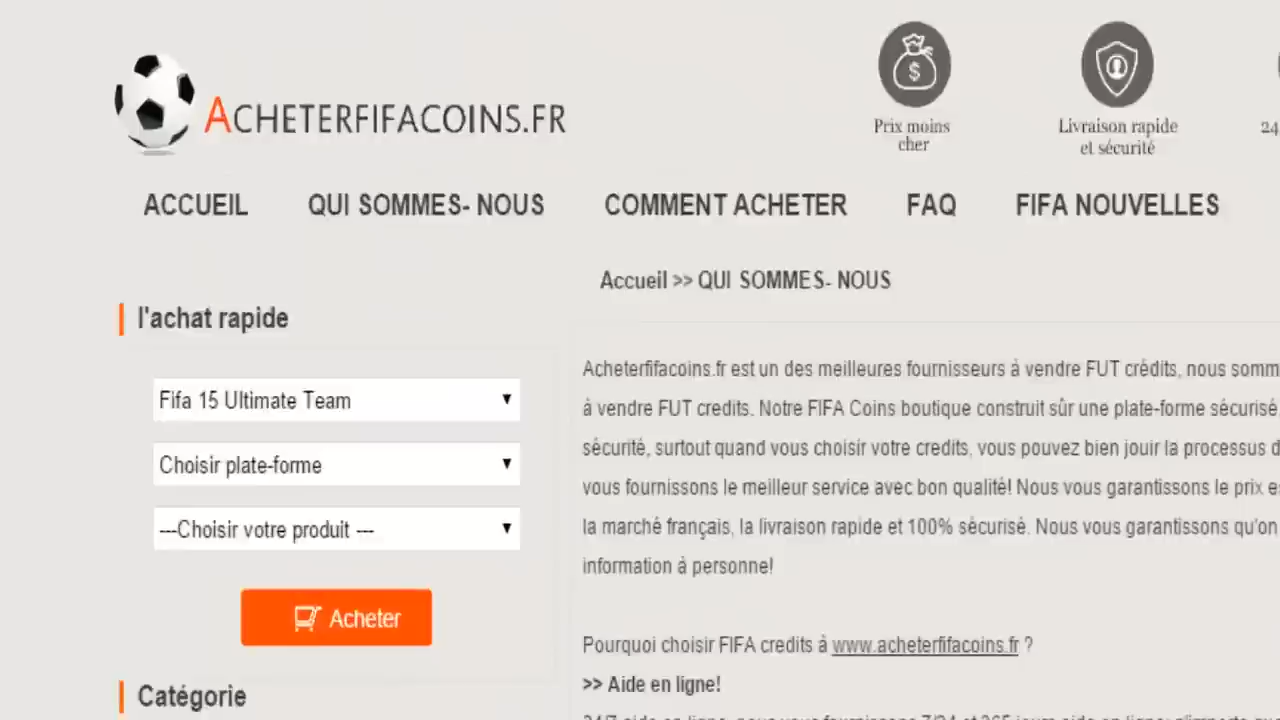 ACHETERFIFACOINS.FR
Prix moins
cher
Livraison rapide
et sécurité
24
ACCUEIL QUI SOMMES- NOUS COMMENT ACHETER FAQ FIFA NOUVELLES
Accueil >> QUI SOMMES- NOUS
l'achat rapide
Fifa 15 Ultimate Team
Choisir plate-forme
---Choisir votre produit ---
Acheter
Catégorie
Acheterfifacoins.fr est un des meilleures fournisseurs à vendre FUT crédits, nous somm
à vendre FUT credits. Notre FIFA Coins boutique construit sûr une plate-forme sécurisé
sécurité, surtout quand vous choisir votre credits, vous pouvez bien jouir la processus d
vous fournissons le meilleur service avec bon qualité! Nous vous garantissons le prix es
la marché français, la livraison rapide et 100% sécurisé. Nous vous garantissons qu'on
information à personne!
Pourquoi choisir FIFA credits à www.acheterfifacoins.fr ?
>> Aide en ligne!